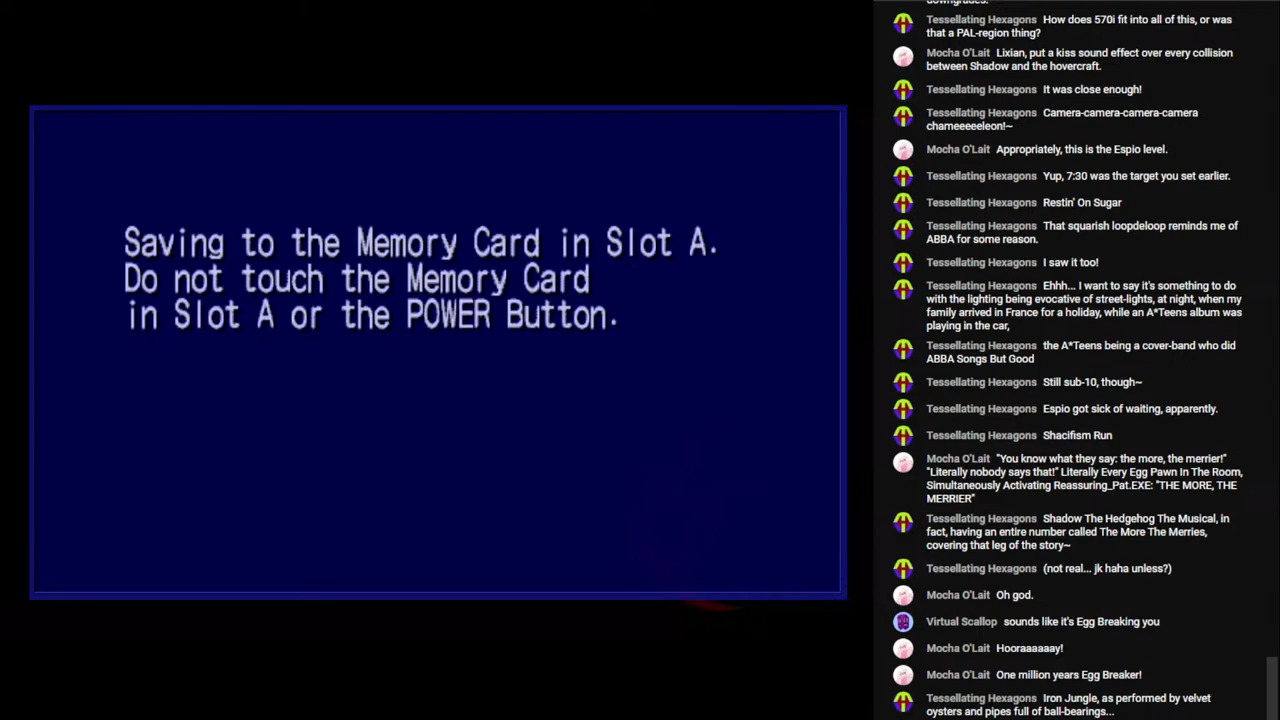 Saving to the Memory Card in Slot A.
Do not touch the Memory Card
in Slot A or the POWER Button.
downgrades.
Tessellating Hexagons How does 570i fit into all of this, or was
that a PAL-region thing?
Mocha O'Lait Lixian, put a kiss sound effect over every collision
between Shadow and the hovercraft.
Tessellating Hexagons It was close enough!
Tessellating Hexagons Camera-camera-camera-camera
chameeeeeleon!~
Mocha O'Lait Appropriately, this is the Espio level.
Tessellating Hexagons Yup, 7:30 was the target you set earlier.
Tessellating Hexagons Restin' On Sugar
Tessellating Hexagons That squarish loopdeloop reminds me of
ABBA for some reason.
Tessellating Hexagons I saw it too!
Tessellating Hexagons Ehhh... I want to say it's something to do
with the lighting being evocative of street-lights, at night, when my
family arrived in France for a holiday, while an A*Teens album was
playing in the car,
Tessellating Hexagons the A*Teens being a cover-band who did
ABBA Songs But Good
Tessellating Hexagons Still sub-10, though~
Tessellating Hexagons Espio got sick of waiting, apparently.
Tessellating Hexagons Shacifism Run
Mocha O'Lait "You know what they say: the more, the merrier!"
"Literally nobody says that!" Literally Every Egg Pawn In The Room,
Simultaneously Activating Reassuring_Pat.EXE: "THE MORE, THE
MERRIER"
Tessellating Hexagons Shadow The Hedgehog The Musical, in
fact, having an entire number called The More The Merries,
covering that leg of the story~
Tessellating Hexagons (not real... jk haha unless?)
Mocha O'Lait Oh god.
Virtual Scallop sounds like it's Egg Breaking you
Mocha O'Lait Hooraaaaaay!
Mocha O'Lait One million years Egg Breaker!
Tessellating Hexagons Iron Jungle, as performed by velvet
oysters and pipes full of ball-bearings...